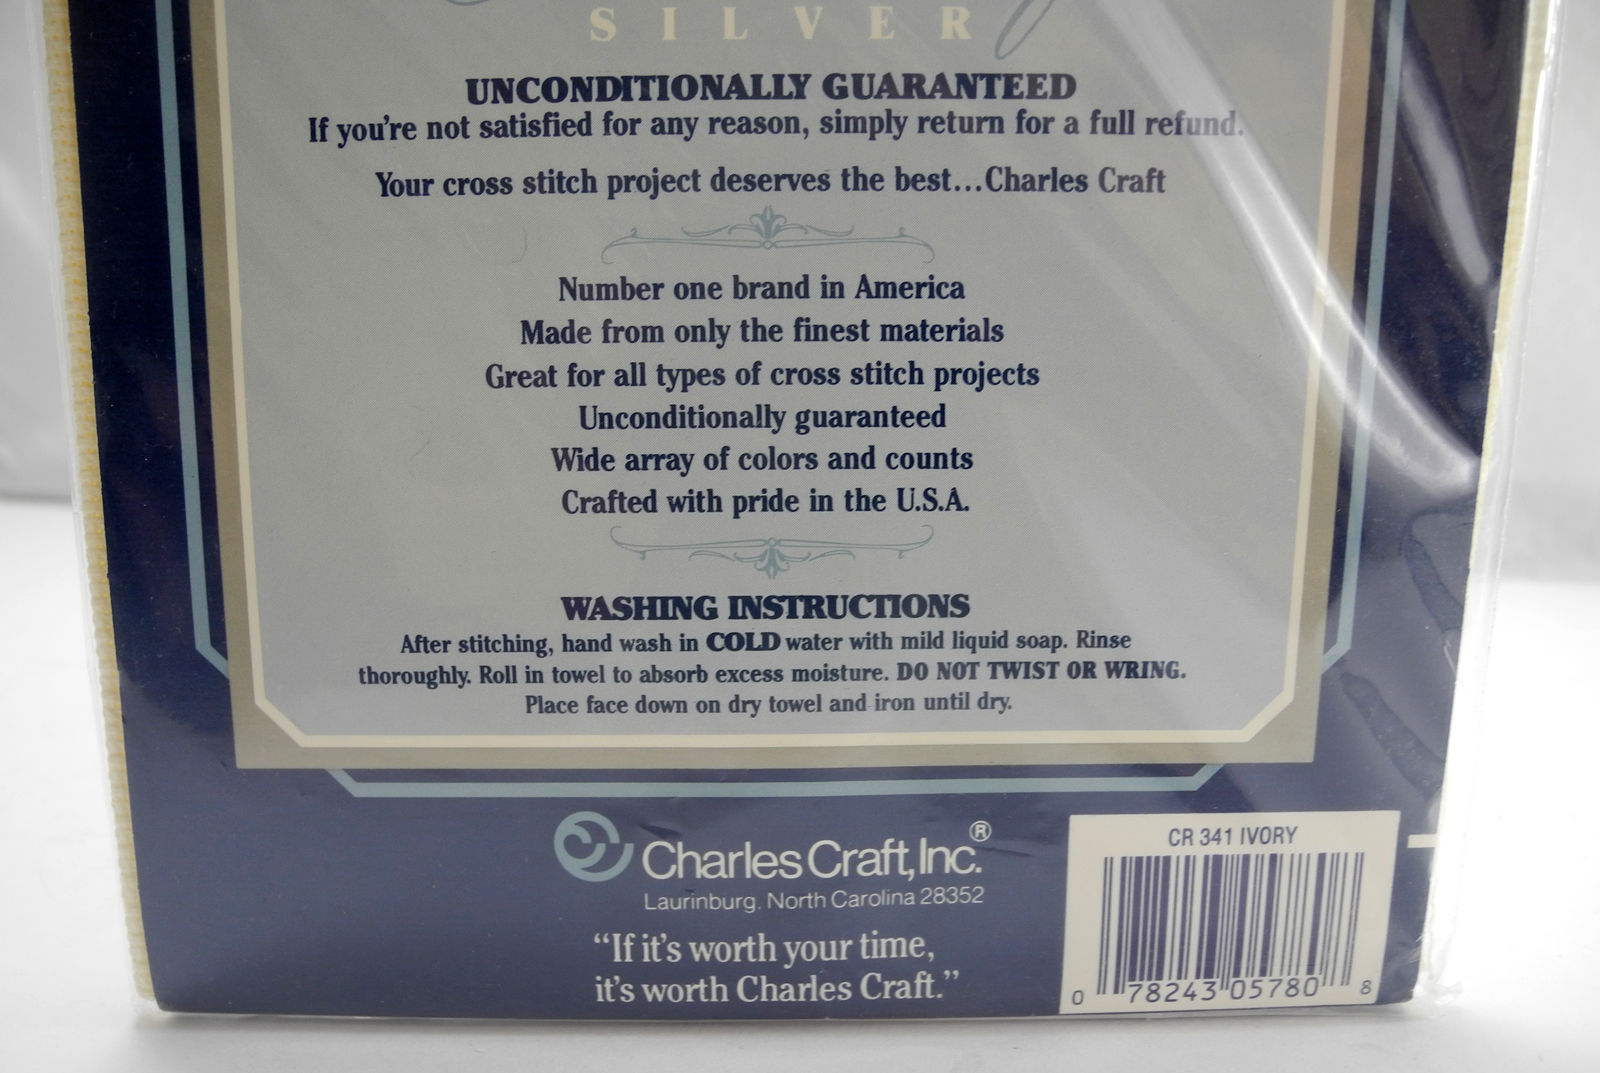 SILVER
UNCONDITIONALLY GUARANTEED
If you're not satisfied for any reason, simply return for a full refund.
Your cross stitch project deserves the best...Charles Craft
Number one brand in America
Made from only the finest materials
Great for all types of cross stitch projects
Unconditionally guaranteed
Wide array of colors and counts
Crafted with pride in the U.S.A.
WASHING INSTRUCTIONS
After stitching, hand wash in COLD water with mild liquid soap. Rinse
thoroughly. Roll in towel to absorb excess moisture. DO NOT TWIST OR WRING.
Place face down on dry towel and iron until dry.
Charles Craft, Inc.®
Laurinburg, North Carolina 28352
“If it's worth your time,
it's worth Charles Craft.”
CR 341 IVORY
0 78243 05780 8